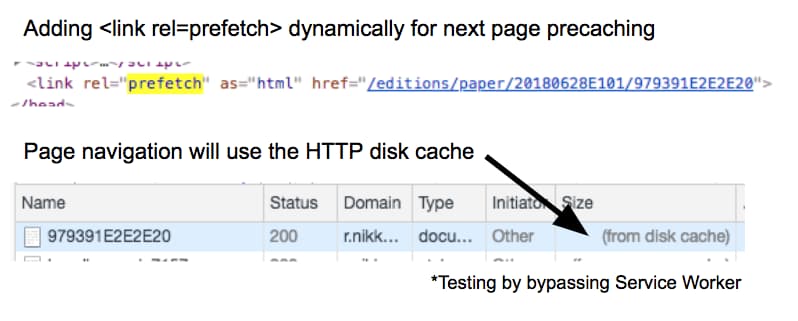 Adding <link rel=prefetch> dynamically for next page precaching
<link rel="prefetch" as="html" href="/editions/paper/20180628E101/979391E2E2E20">
</head>
Page navigation will use the HTTP disk cache
Name Status Domain Type Initiator Size
979391E2E2E20 200 r.nikk... docu... Other (from disk cache)
*Testing by bypassing Service Worker